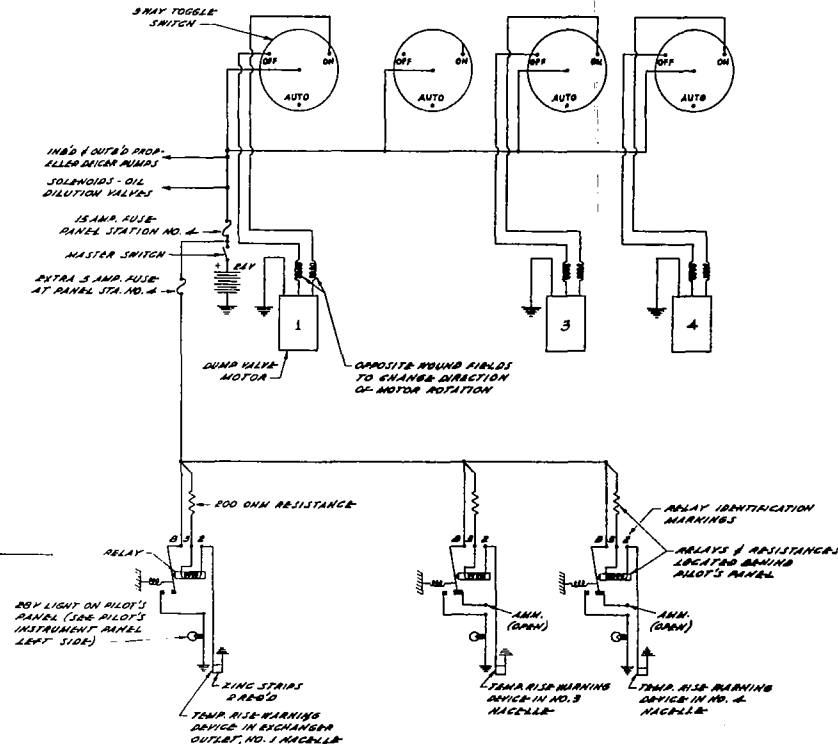 3 WAY TOGGLE
SWITCH
OFF ON
AUTO
OFF ON
AUTO
OFF ON
AUTO
OFF ON
AUTO
INB'D & OUTB'D PROP-
ELLER DEICER PUMPS
SOLENOIDS - OIL
DILUTION VALVES
15 AMP. FUSE-
PANEL STATION NO. 4
MASTER SWITCH
+ 24V
EXTRA 5 AMP. FUSE
AT PANEL STA. NO. 4
1
3
4
DUMP VALVE
MOTOR
OPPOSITE WOUND FIELDS
TO CHANGE DIRECTION
OF MOTOR ROTATION
200 OHM RESISTANCE
RELAY IDENTIFICATION
MARKINGS
B 3 2
B 3 2
B 3 2
RELAY
RELAYS & RESISTANCES
LOCATED BEHIND
PILOT'S PANEL
28V LIGHT ON PILOT'S
PANEL (SEE PILOT'S
INSTRUMENT PANEL
LEFT SIDE)
AMM.
(OPEN)
AMM.
(OPEN)
ZINC STRIPS
2 REQ'D
TEMP. RISE WARNING
DEVICE IN EXCHANGER
OUTLET, NO. 1 NACELLE
TEMP. RISE WARNING
DEVICE IN NO. 3
NACELLE
TEMP. RISE WARNING
DEVICE IN NO. 4
NACELLE